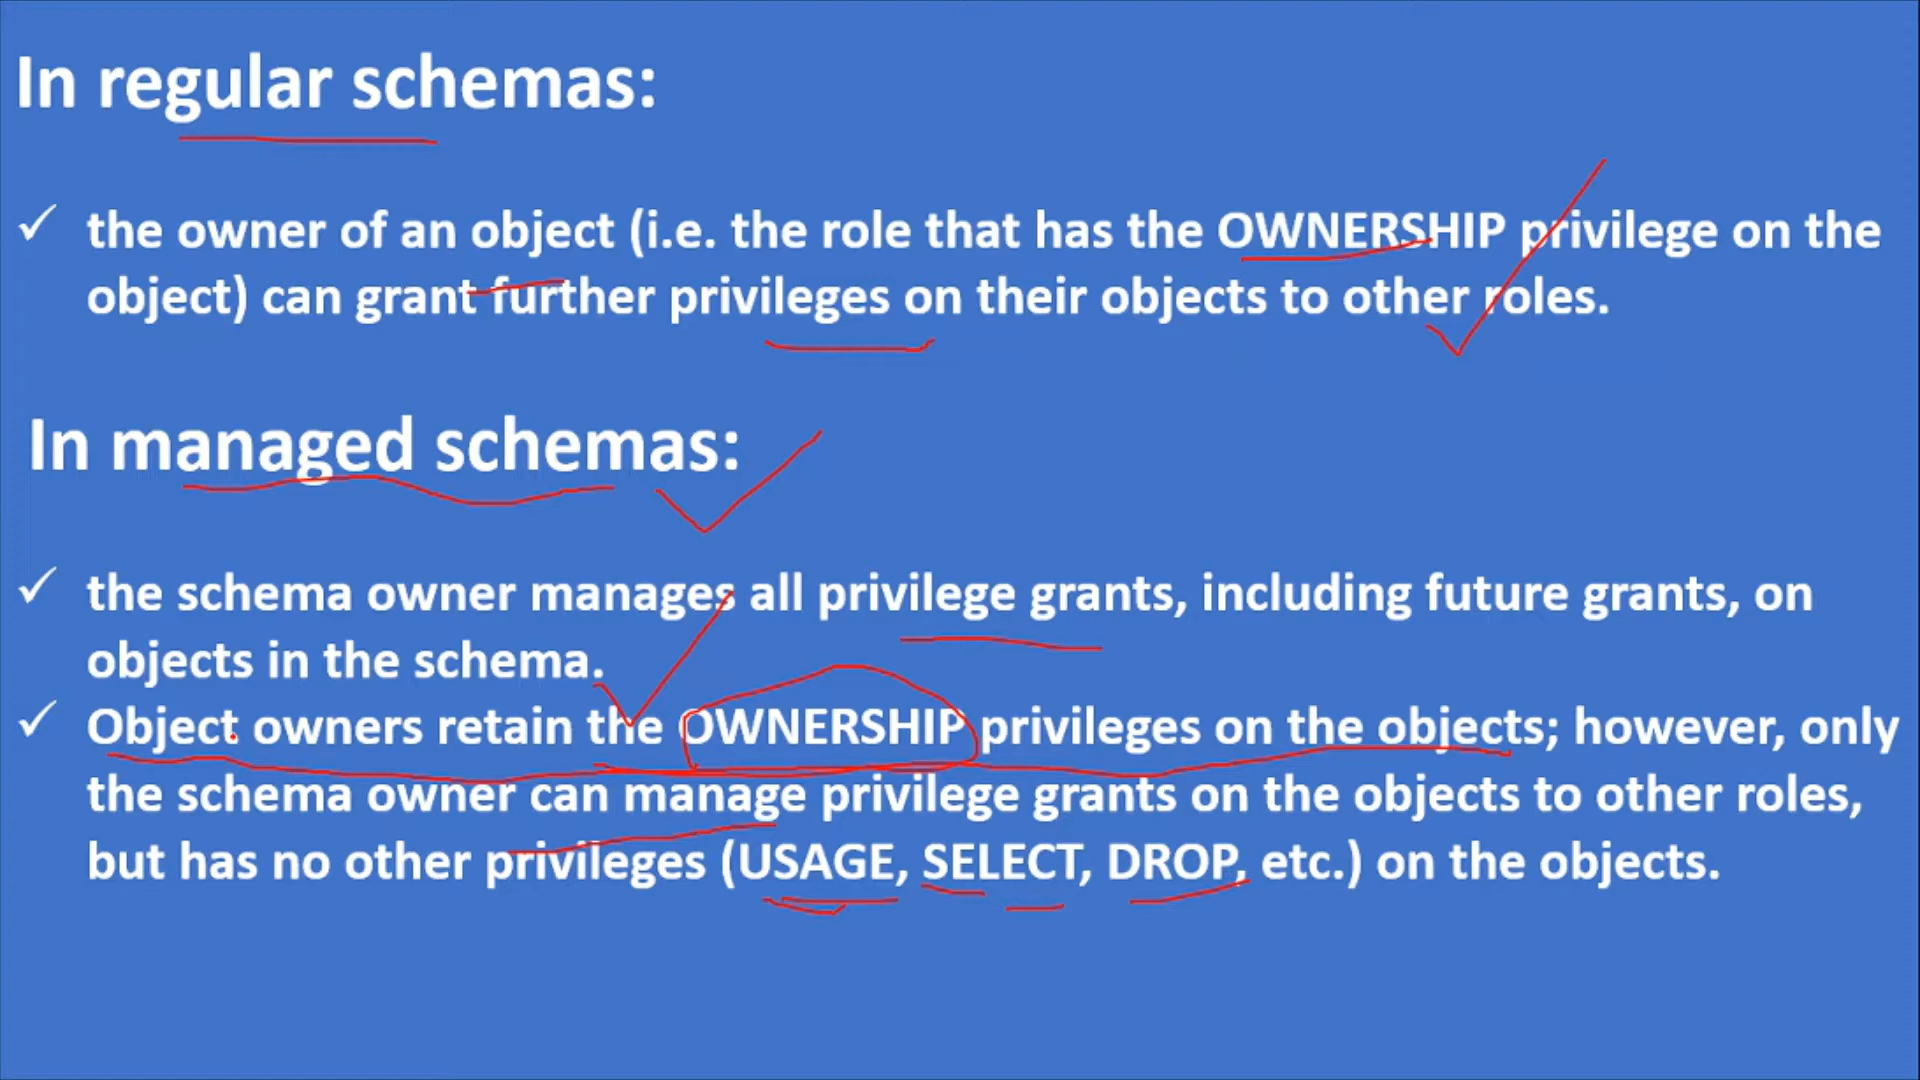 In regular schemas:
✓ the owner of an object (i.e. the role that has the OWNERSHIP privilege on the
object) can grant further privileges on their objects to other roles.
In managed schemas:
✓ the schema owner manages all privilege grants, including future grants, on
objects in the schema.
✓ Object owners retain the OWNERSHIP privileges on the objects; however, only
the schema owner can manage privilege grants on the objects to other roles,
but has no other privileges (USAGE, SELECT, DROP, etc.) on the objects.